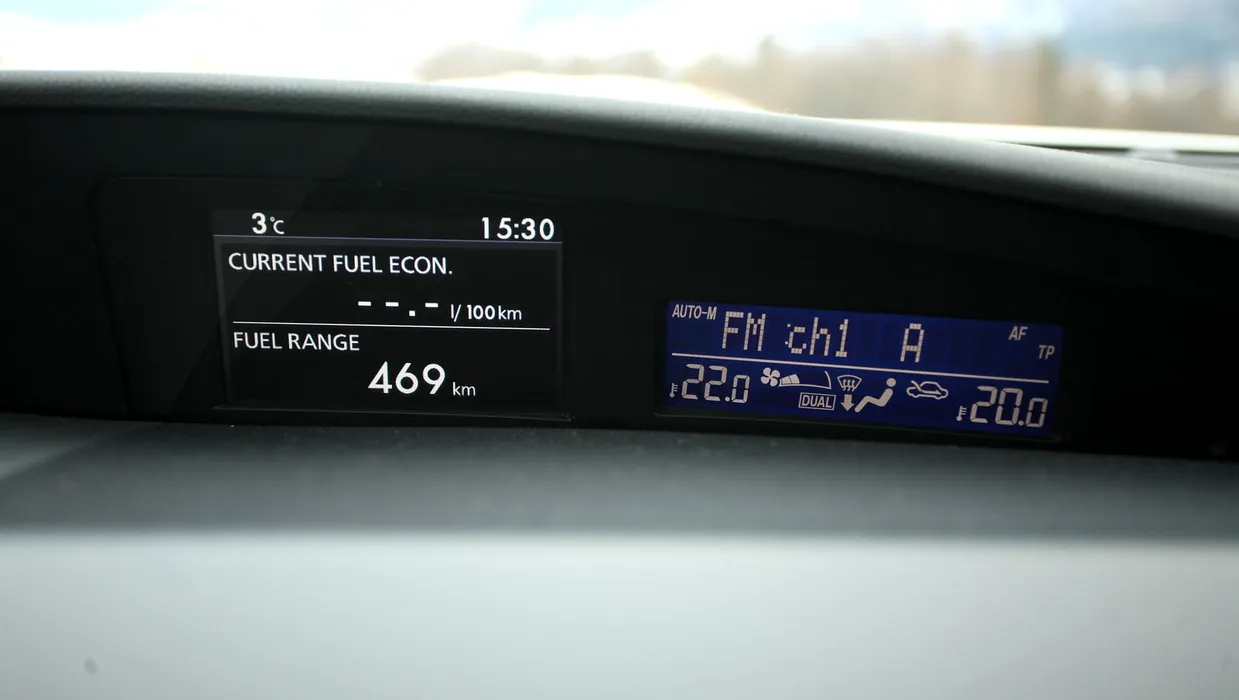 3°C 15:30
CURRENT FUEL ECON.
--.- l/100km
FUEL RANGE
469 km
AUTO-M FM ch1 A AF TP
22.0 DUAL 20.0